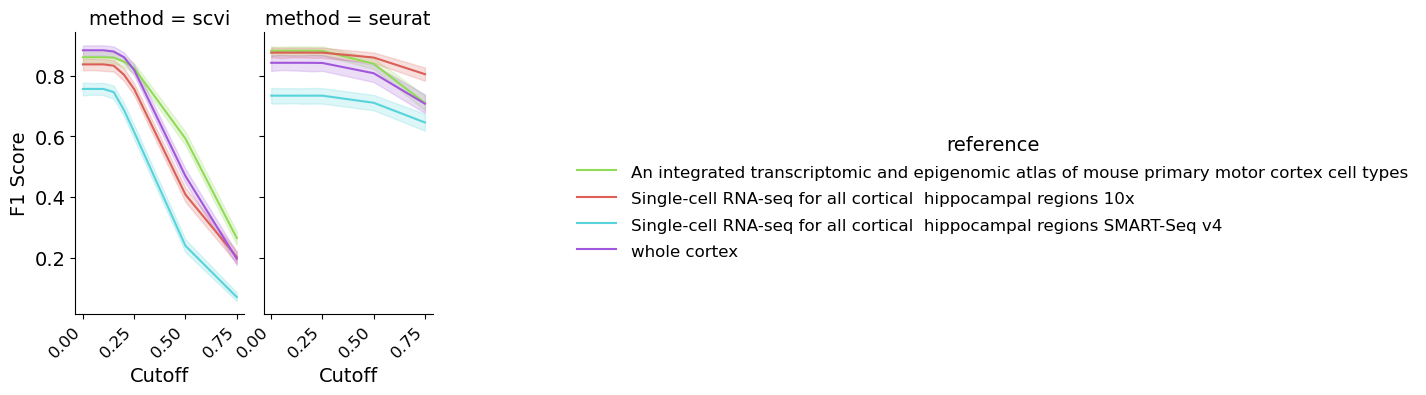 method = scvi
method = seurat
F1 Score
0.8
0.6
0.4
0.2
0.00
0.25
0.50
0.75
0.00
0.25
0.50
0.75
Cutoff
Cutoff
reference
An integrated transcriptomic and epigenomic atlas of mouse primary motor cortex cell types
Single-cell RNA-seq for all cortical  hippocampal regions 10x
Single-cell RNA-seq for all cortical  hippocampal regions SMART-Seq v4
whole cortex